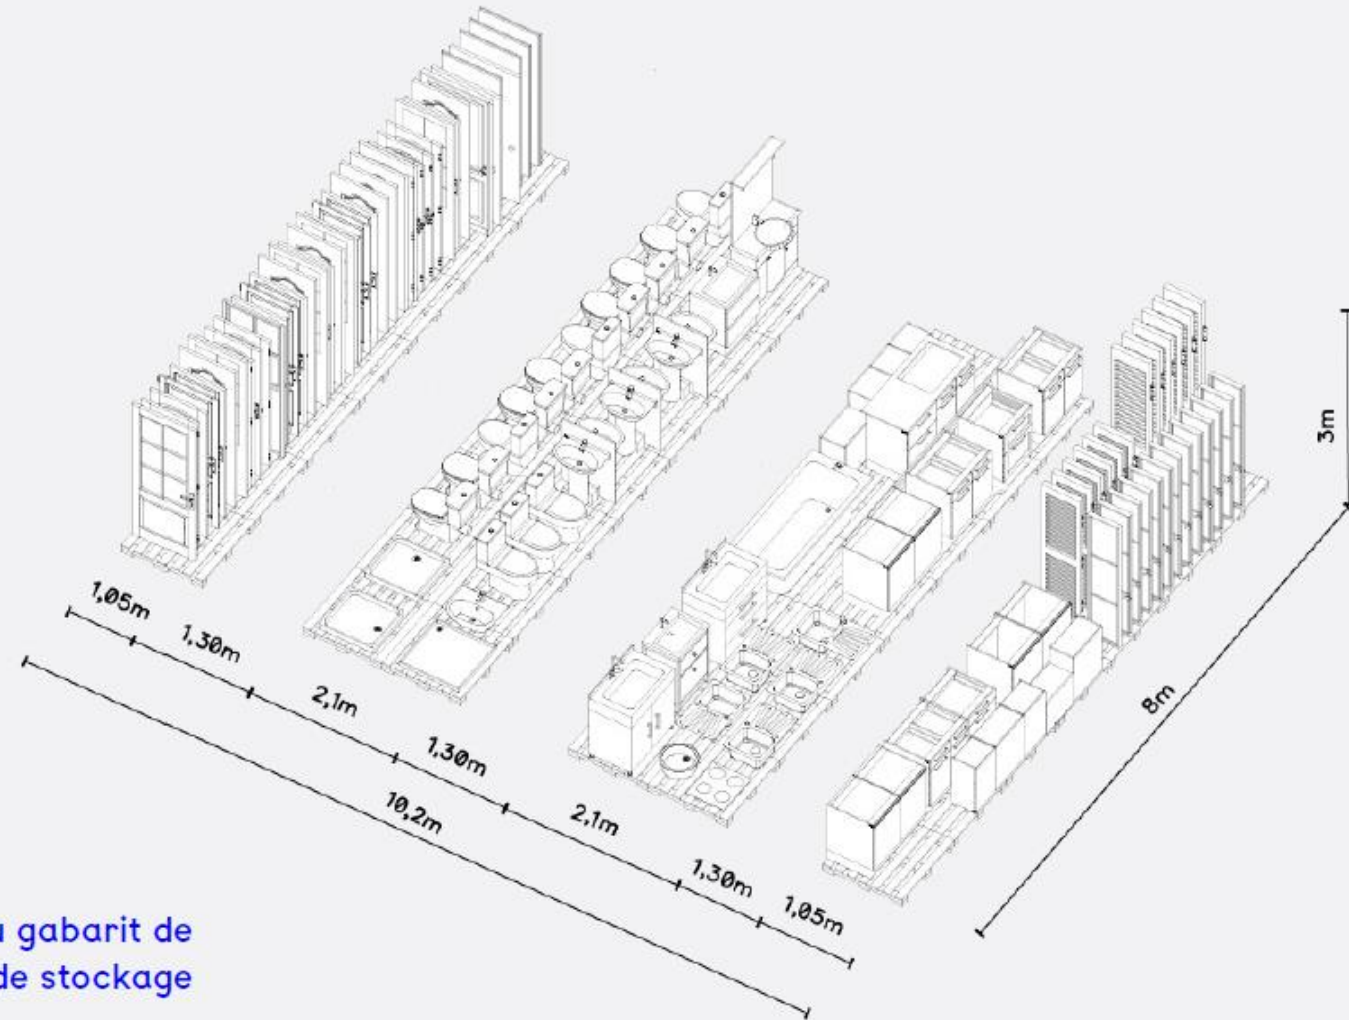 3m
8m
1,05m
1,30m
2,1m
1,30m
2,1m
1,30m
1,05m
10,2m
gabarit de
de stockage